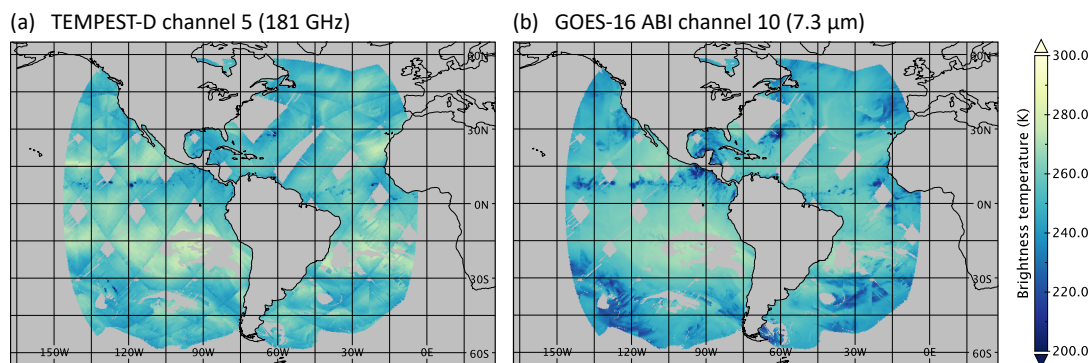 (a) TEMPEST-D channel 5 (181 GHz)
(b) GOES-16 ABI channel 10 (7.3 μm)
60N
60N
300.0
30N
30N
280.0
0N
0N
260.0
240.0
30S
30S
220.0
150W 120W 90W 60W 30W 0E 60S
150W 120W 90W 60W 30W 0E 60S
200.0
Brightness temperature (K)